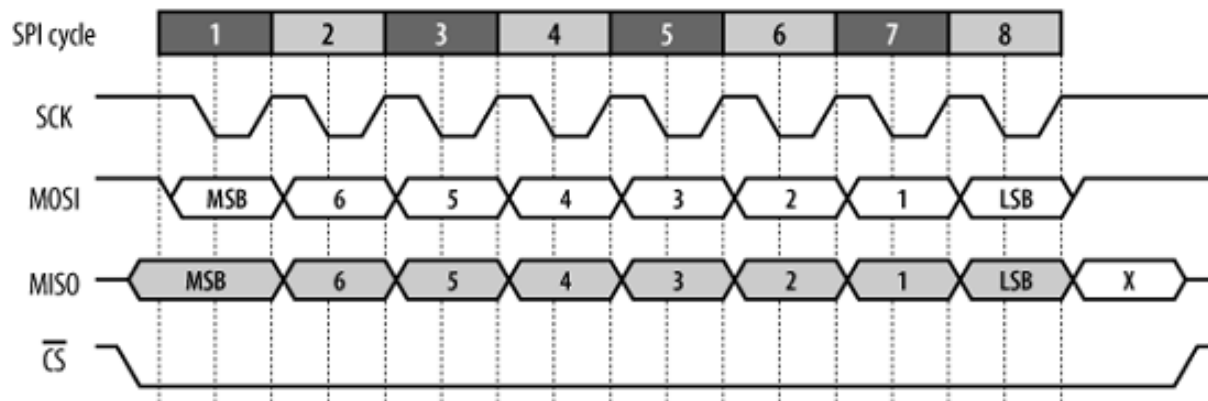 SPI cycle 1 2 3 4 5 6 7 8
SCK
MOSI MSB 6 5 4 3 2 1 LSB
MISO MSB 6 5 4 3 2 1 LSB X
C̅S̅